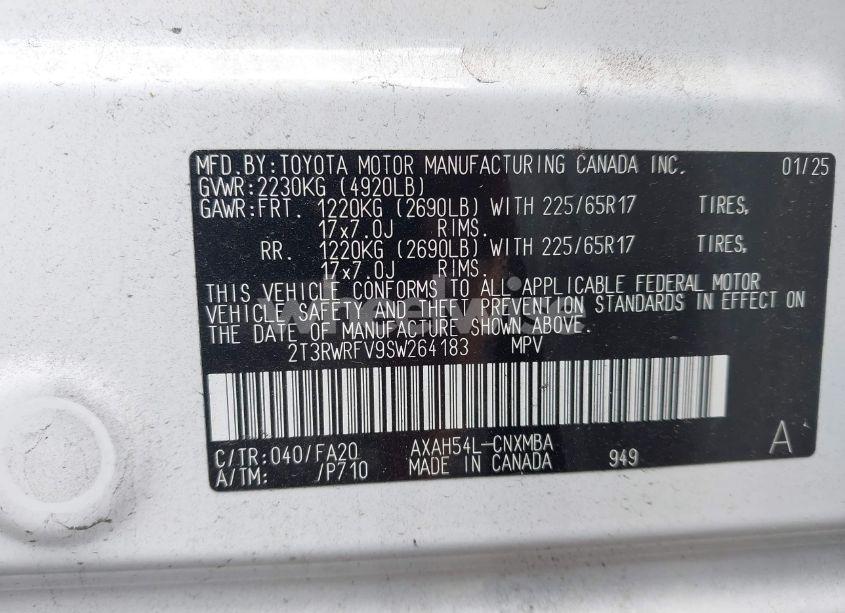 MFD.BY:TOYOTA MOTOR MANUFACTURING CANADA INC. 01/25
GVWR:2230KG (4920LB)
GAWR:FRT. 1220KG (2690LB) WITH 225/65R17 TIRES,
17x7.0J RIMS.
RR. 1220KG (2690LB) WITH 225/65R17 TIRES,
17x7.0J RIMS.
THIS VEHICLE CONFORMS TO ALL APPLICABLE FEDERAL MOTOR
VEHICLE SAFETY AND THEFT PREVENTION STANDARDS IN EFFECT ON
THE DATE OF MANUFACTURE SHOWN ABOVE.
2T3RWRFV9SW264183 MPV
C/TR:040/FA20 AXAH54L-CNXMBA A
A/TM: /P710 MADE IN CANADA 949